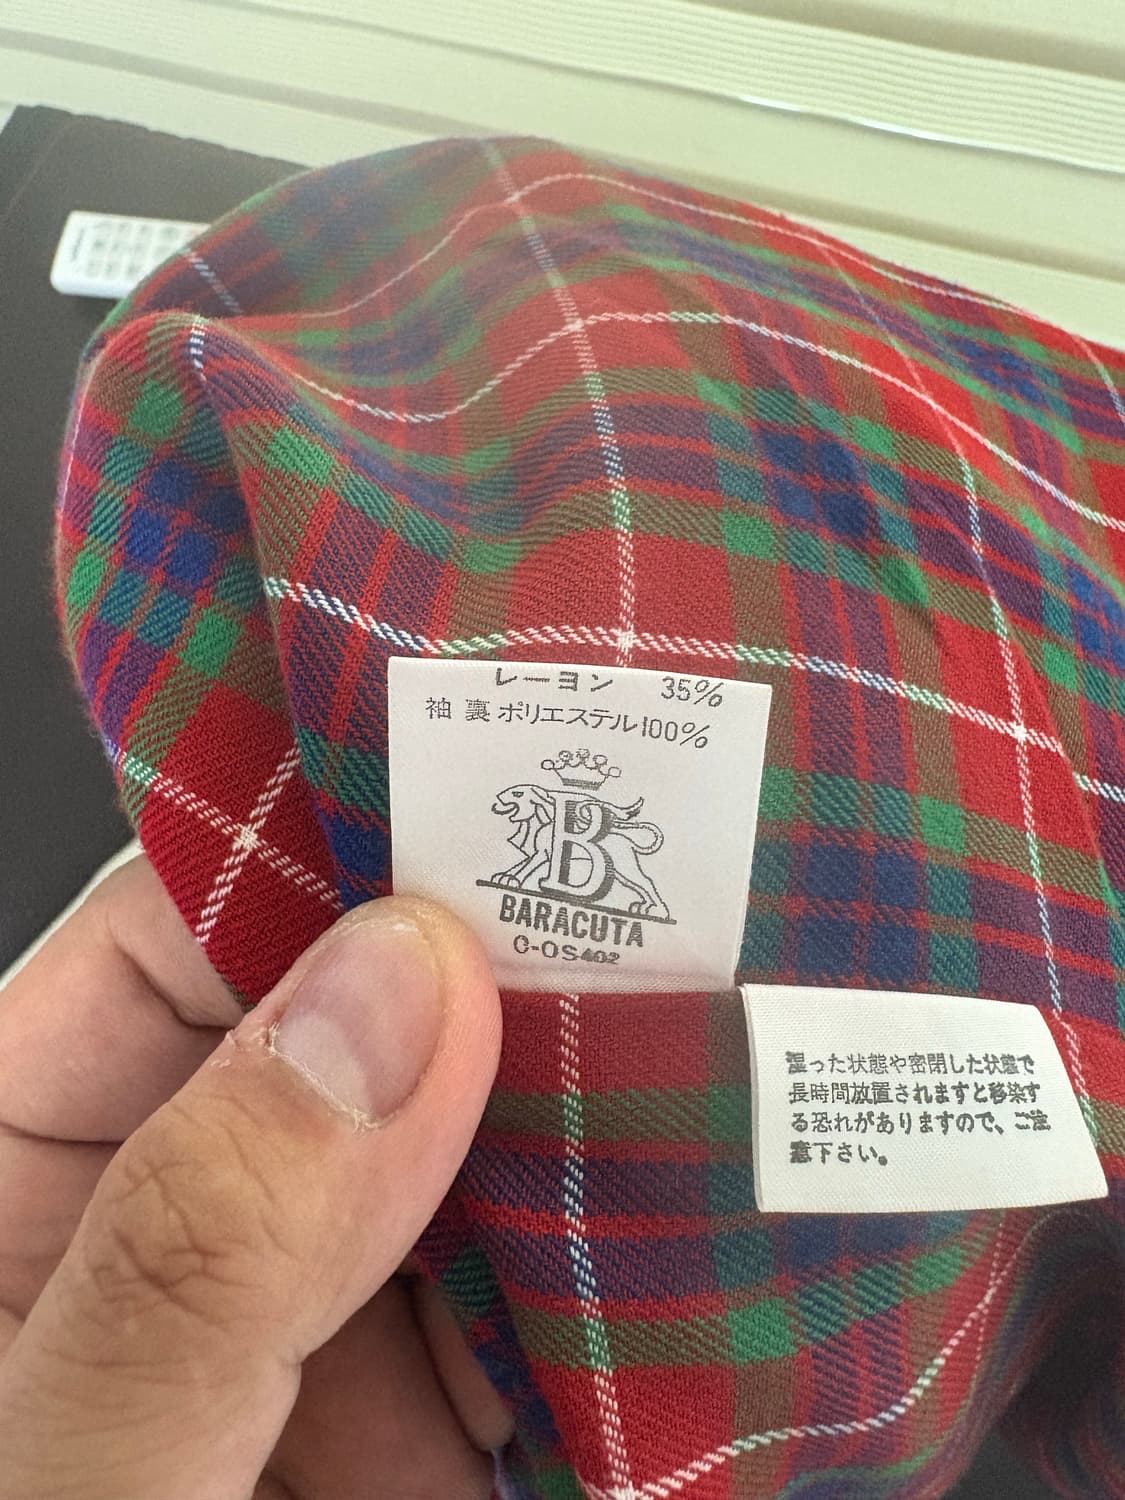 レーヨン 35%
袖 裏 ポリエステル100%
B
BARACUTA
C-OS402
湿った状態や密閉した状態で
長時間放置されますと移染す
る恐れがありますので、ご注
意下さい。